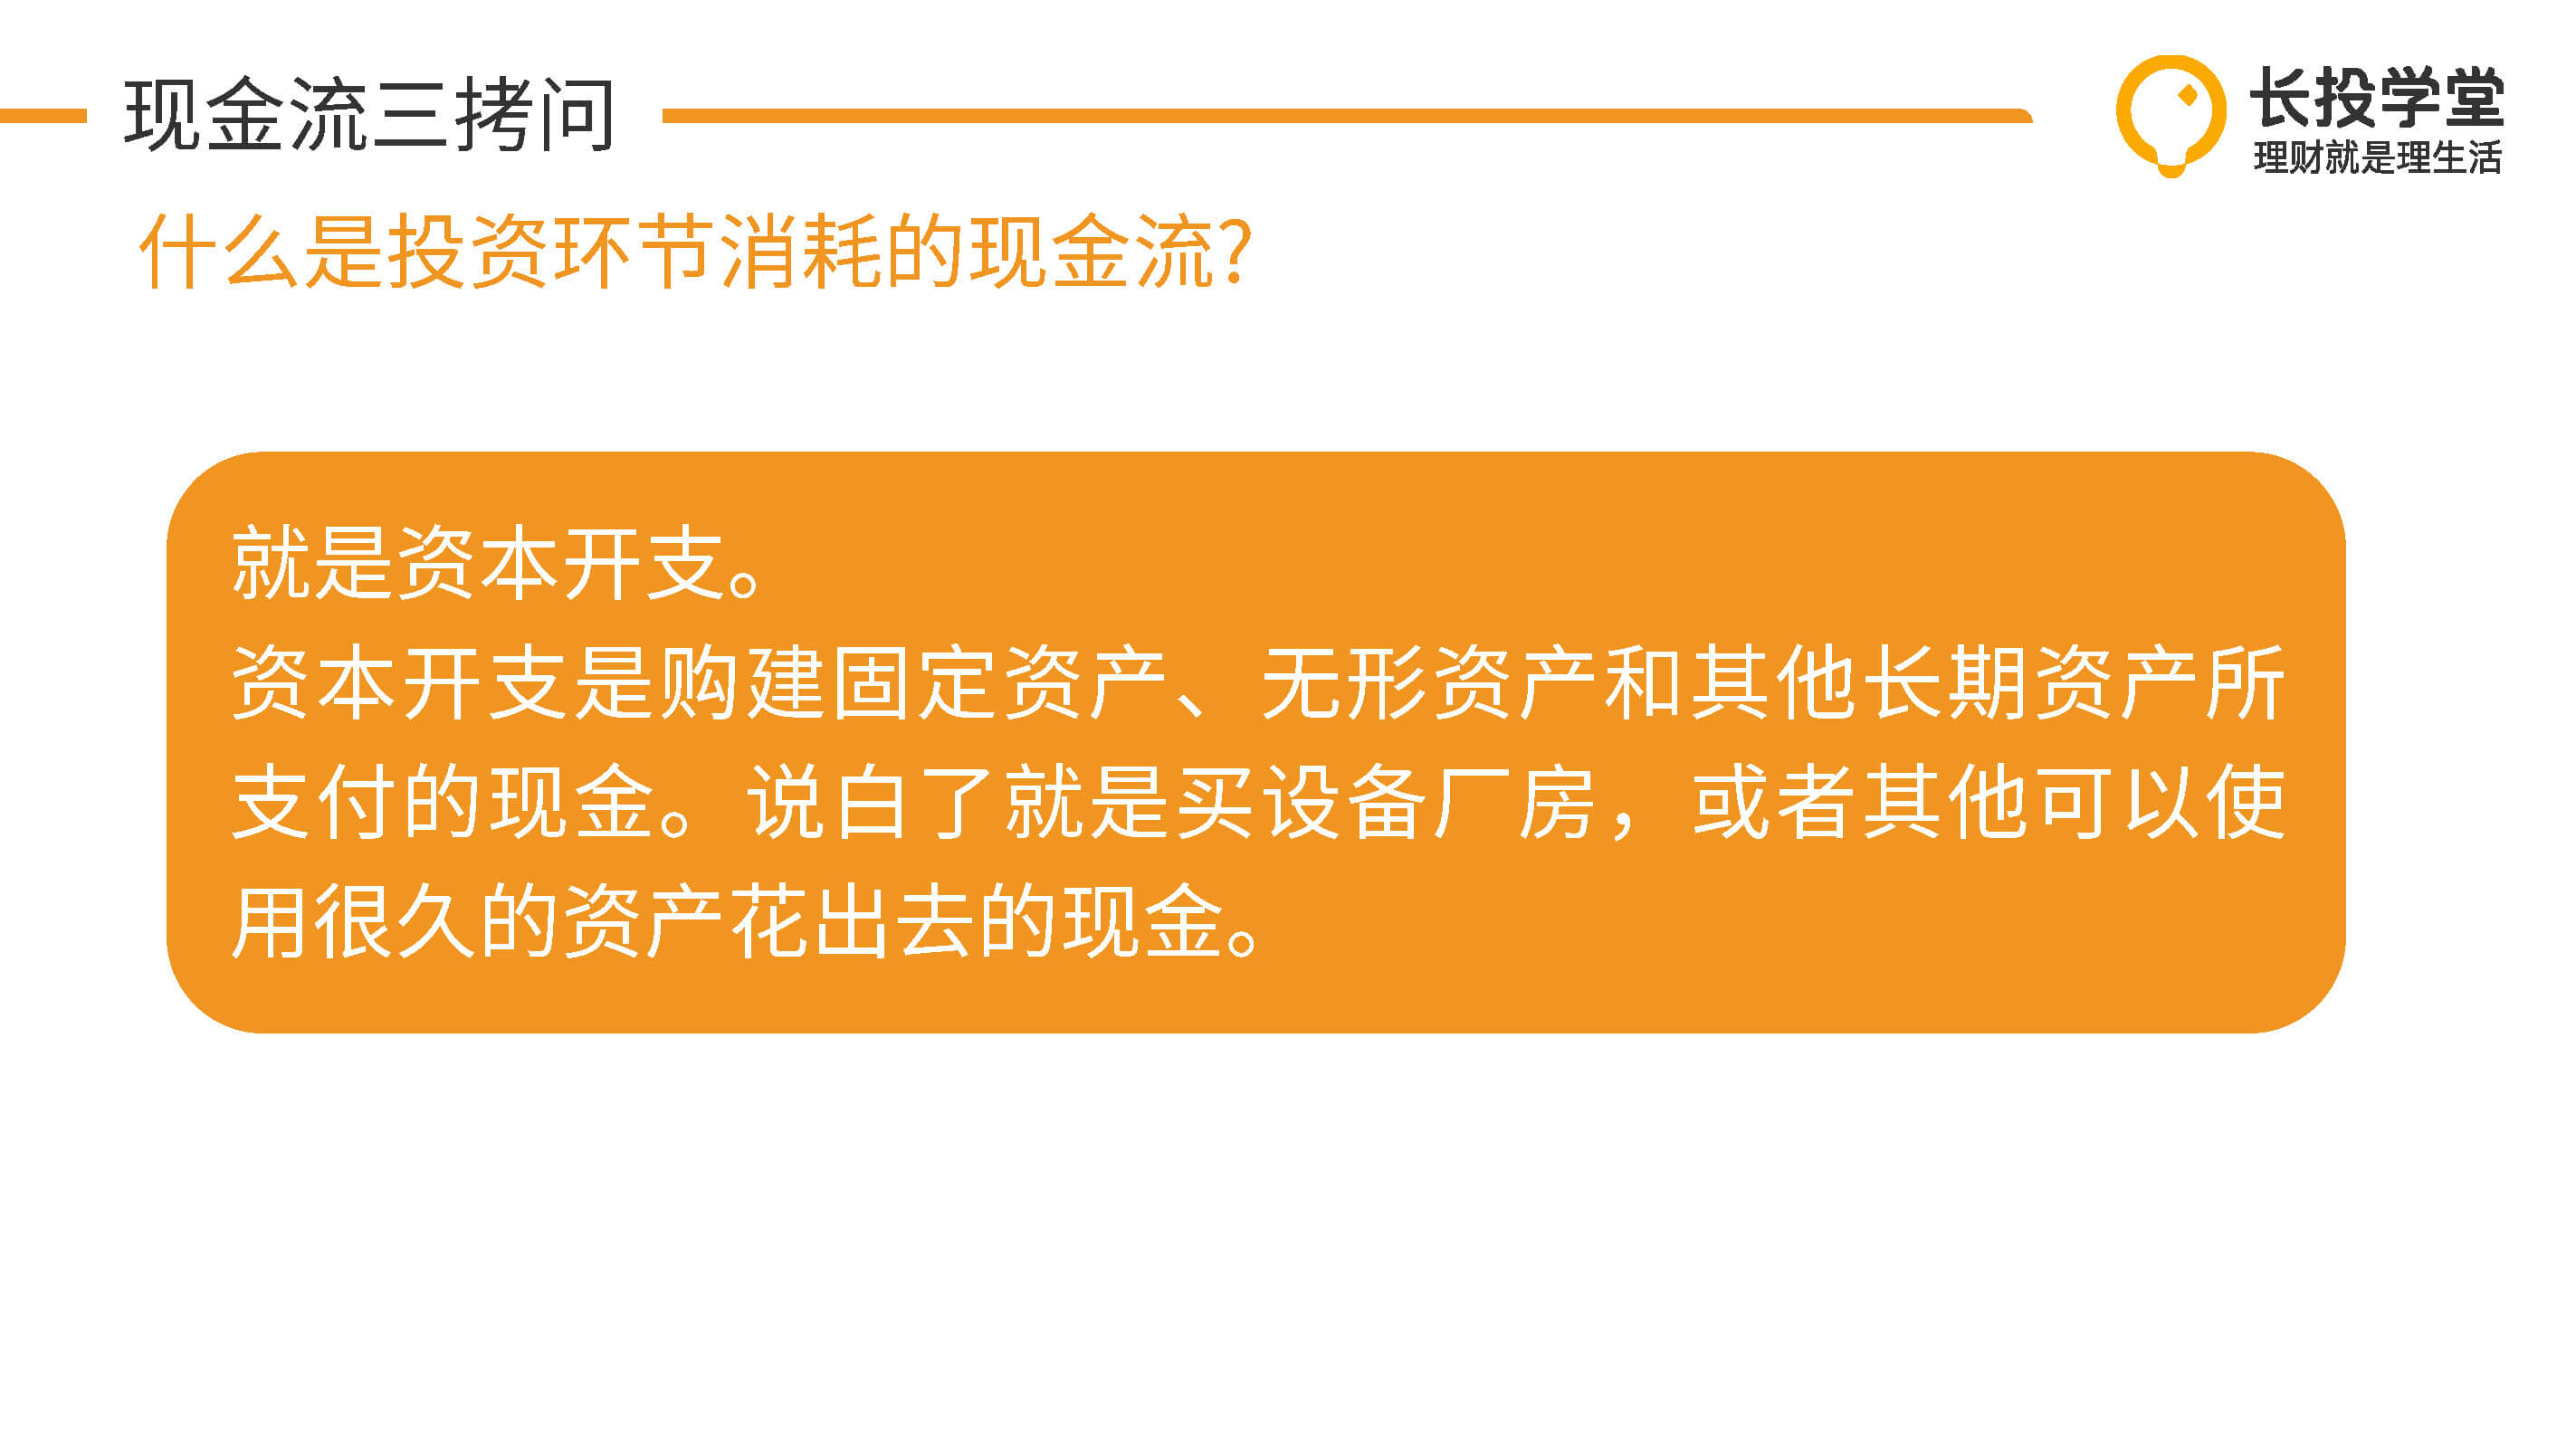 现金流三拷问
长投学堂
理财就是理生活
什么是投资环节消耗的现金流？
就是资本开支。
资本开支是购建固定资产、无形资产和其他长期资产所
支付的现金。说白了就是买设备厂房，或者其他可以使
用很久的资产花出去的现金。